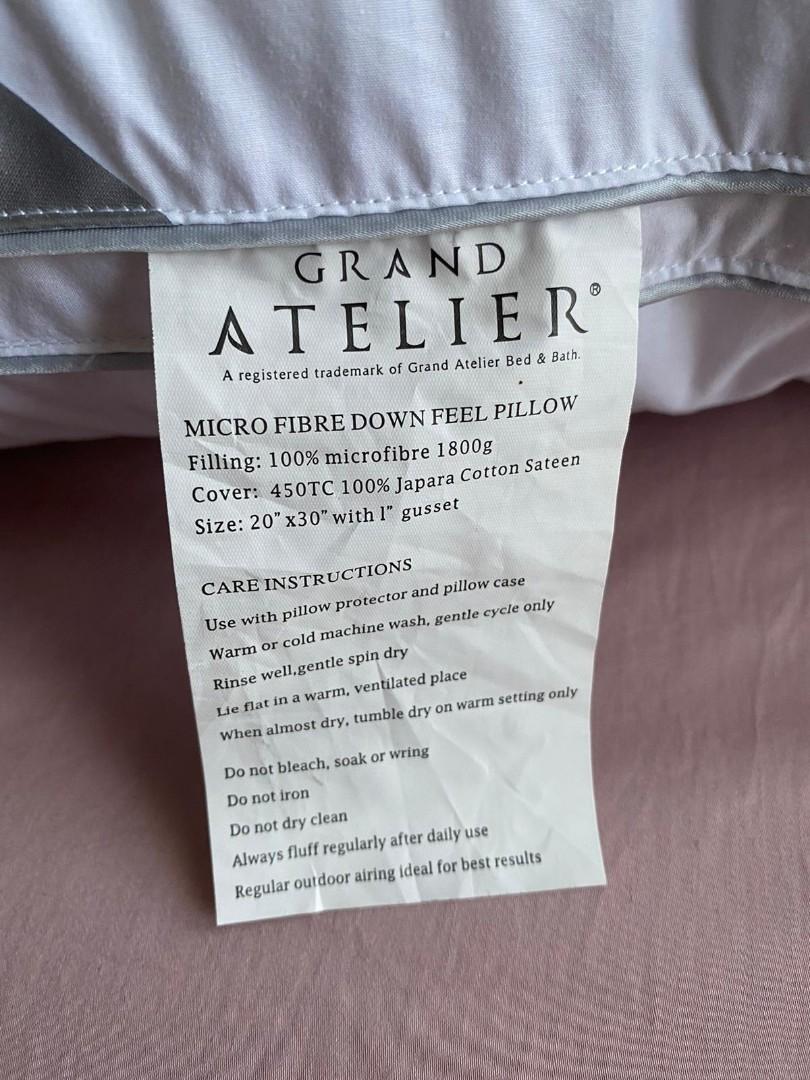 GRAND
ATELIER®
A registered trademark of Grand Atelier Bed & Bath.
MICRO FIBRE DOWN FEEL PILLOW
Filling: 100% microfibre 1800g
Cover: 450TC 100% Japara Cotton Sateen
Size: 20” x30” with l” gusset
CARE INSTRUCTIONS
Use with pillow protector and pillow case
Warm or cold machine wash, gentle cycle only
Rinse well,gentle spin dry
Lie flat in a warm, ventilated place
When almost dry, tumble dry on warm setting only
Do not bleach, soak or wring
Do not iron
Do not dry clean
Always fluff regularly after daily use
Regular outdoor airing ideal for best results